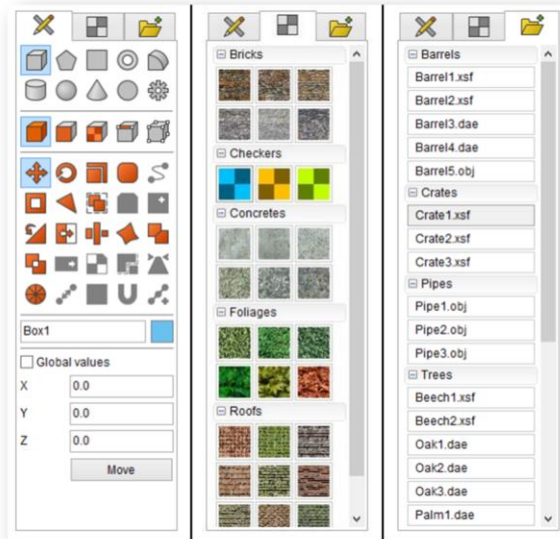 Box1
Global values
X 0.0
Y 0.0
Z 0.0
Move
Bricks
Checkers
Concretes
Foliages
Roofs
Barrels
Barrel1.xsf
Barrel2.xsf
Barrel3.dae
Barrel4.dae
Barrel5.obj
Crates
Crate1.xsf
Crate2.xsf
Crate3.xsf
Pipes
Pipe1.obj
Pipe2.obj
Pipe3.obj
Trees
Beech1.xsf
Beech2.xsf
Oak1.dae
Oak2.dae
Oak3.dae
Palm1.dae